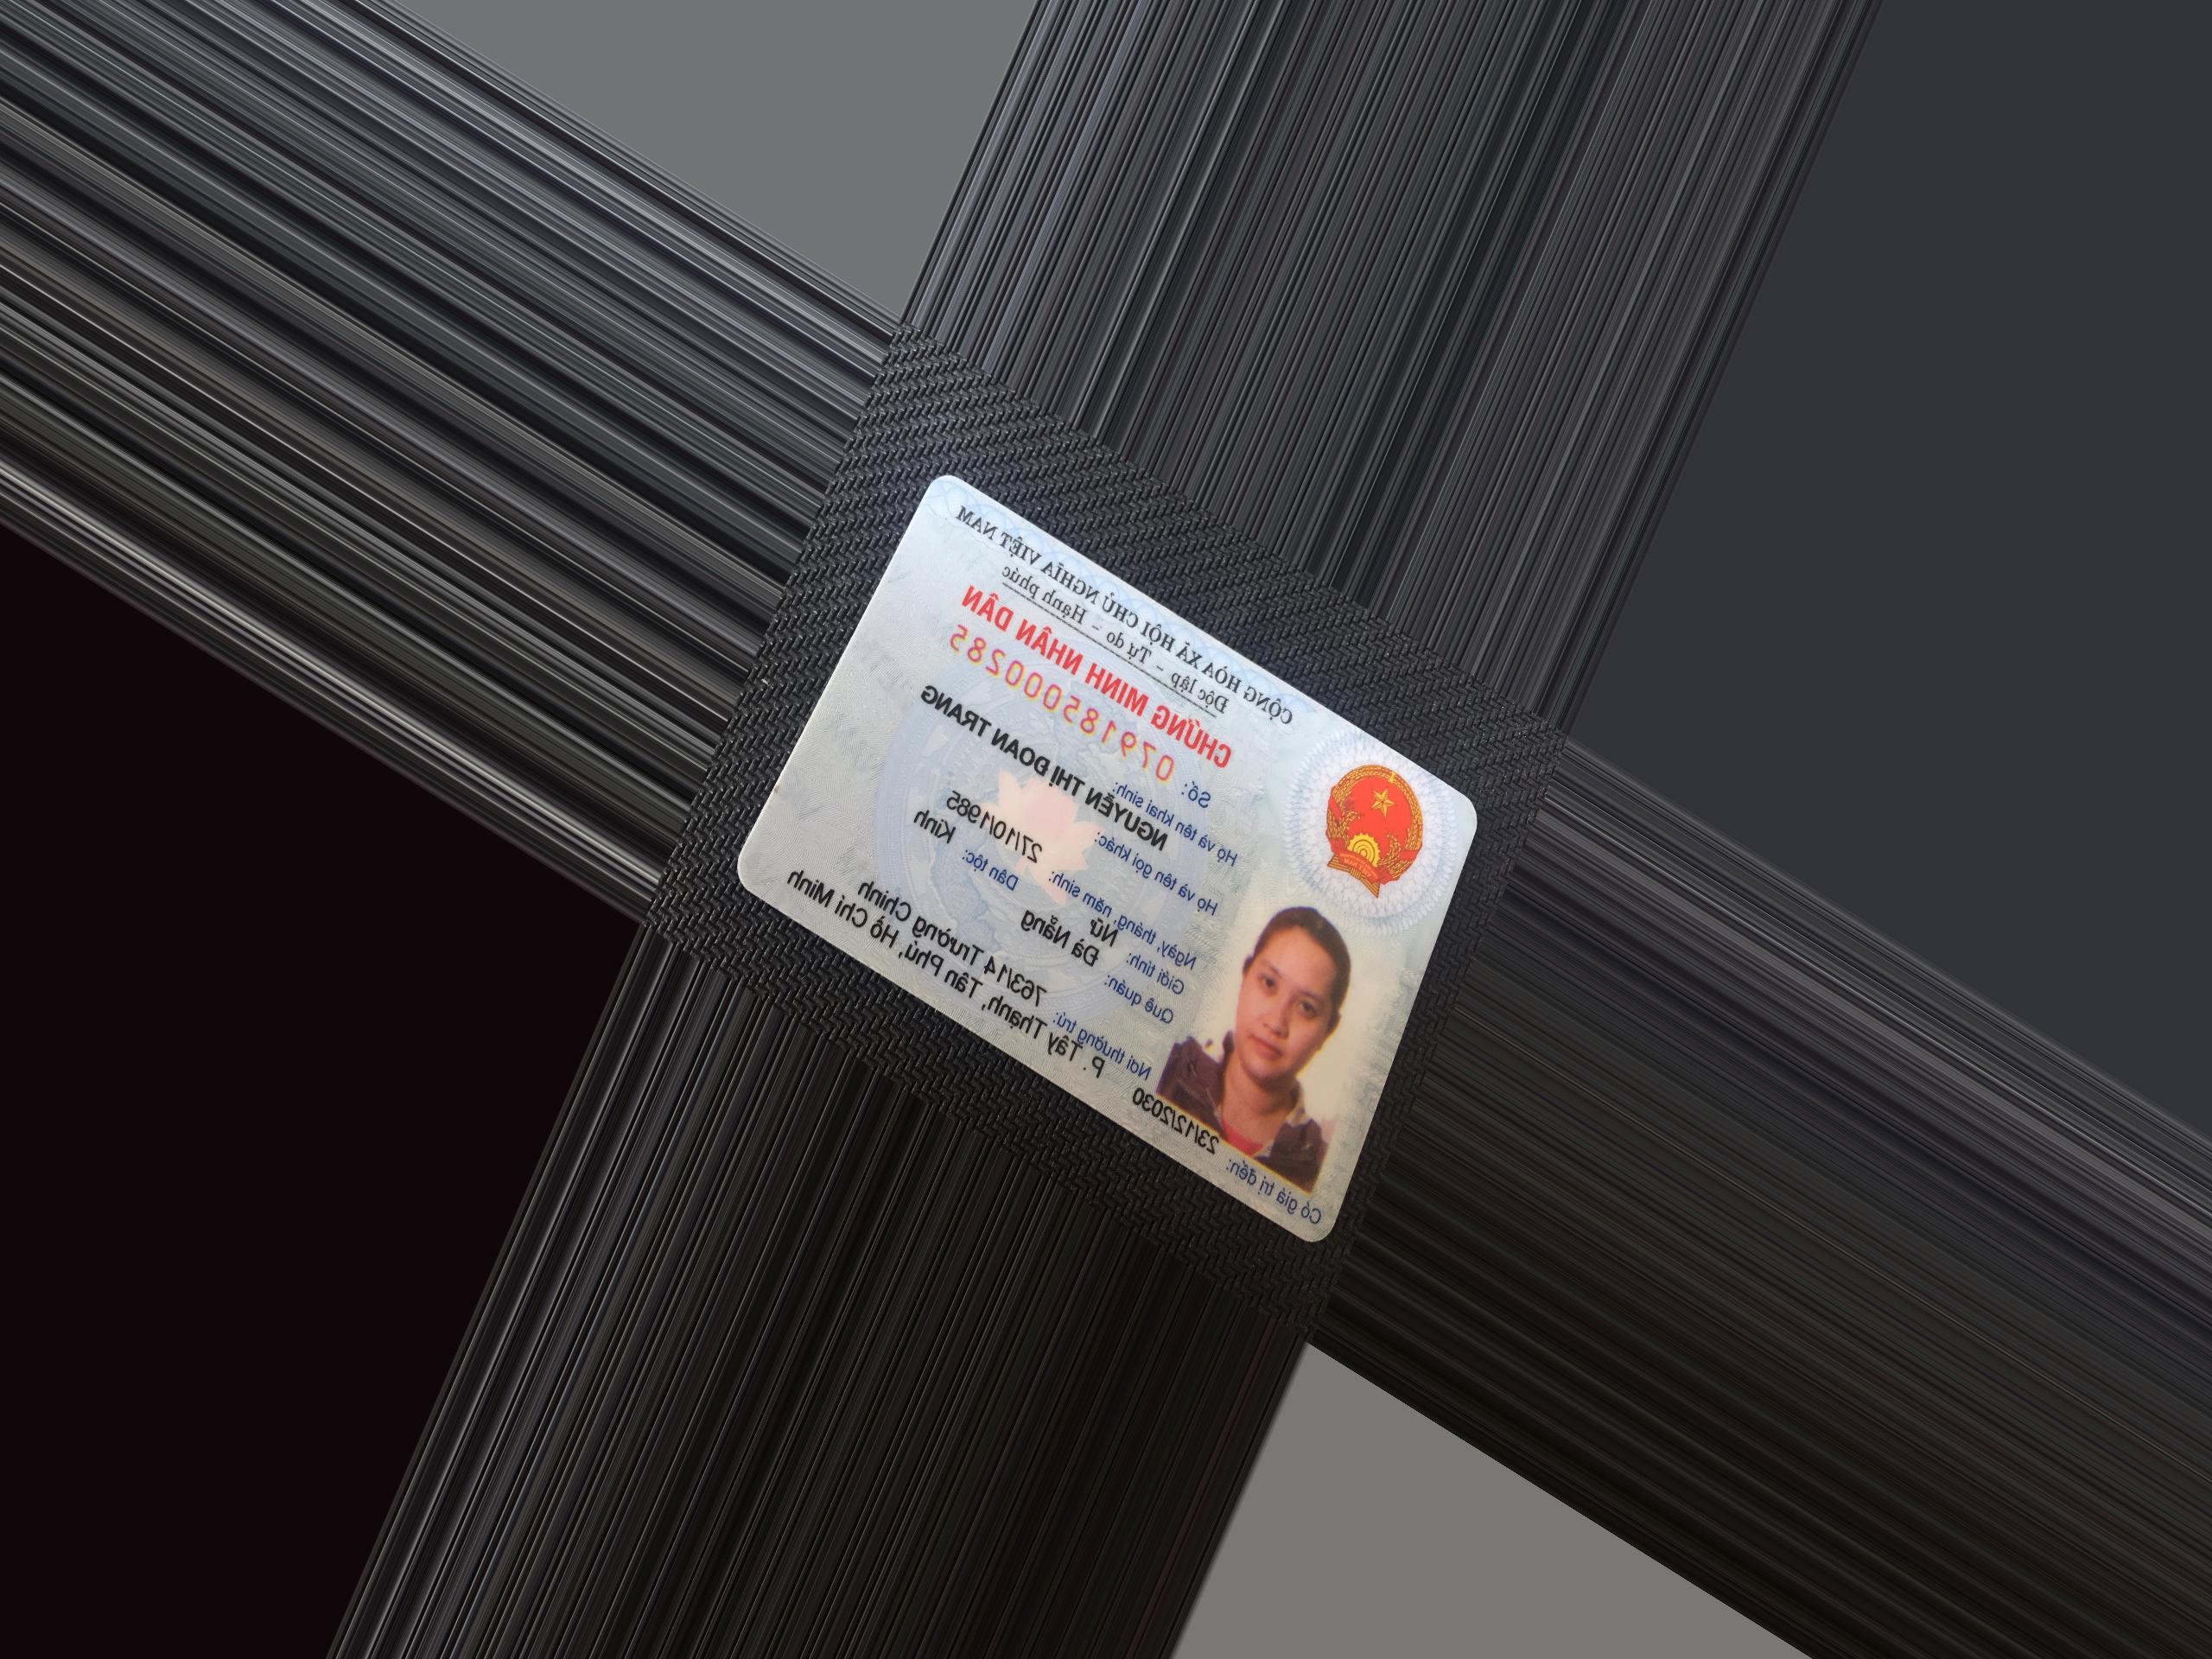 CỘNG HÒA XÃ HỘI CHỦ NGHĨA VIỆT NAM
Độc lập - Tự do - Hạnh phúc
CHỨNG MINH NHÂN DÂN
Số: 079185000285
Họ và tên khai sinh:
NGUYỄN THỊ ĐOAN TRANG
Họ và tên gọi khác:
Ngày, tháng, năm sinh: 27/10/1985
Giới tính: Nữ Dân tộc: Kinh
Quê quán: Đà Nẵng
Nơi thường trú: 763/14 Trường Chinh
P. Tây Thạnh, Tân Phú, Hồ Chí Minh
Có giá trị đến: 23/12/2030